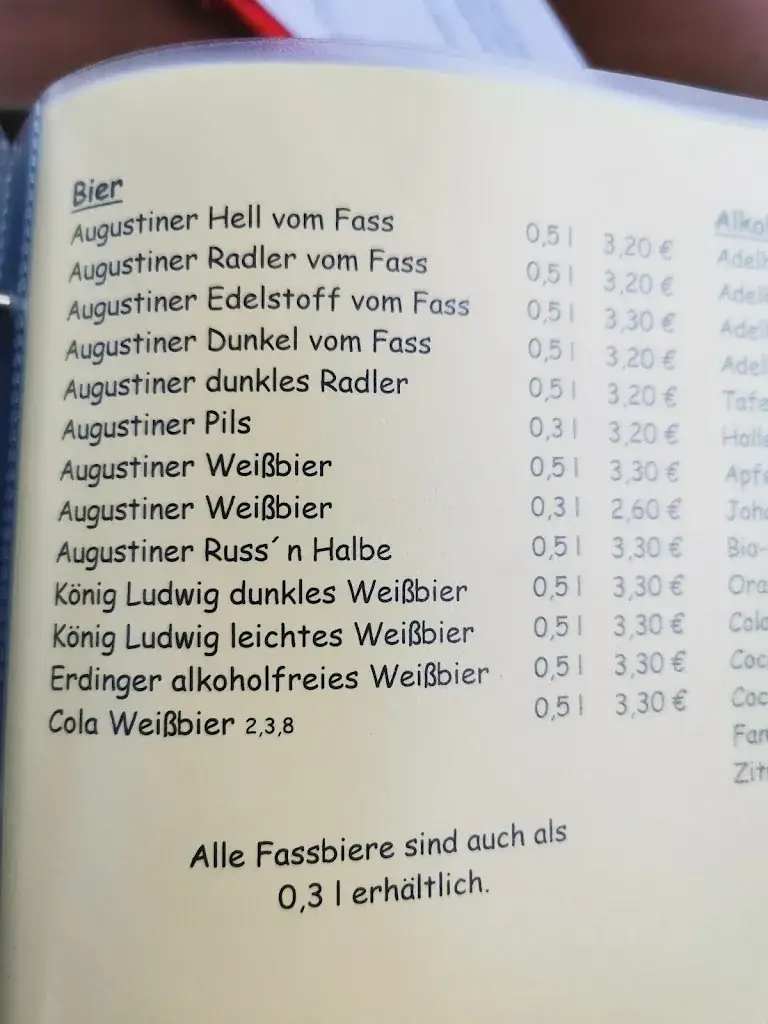 Bier
Augustiner Hell vom Fass 0,5 l 3,20 €
Augustiner Radler vom Fass 0,5 l 3,20 €
Augustiner Edelstoff vom Fass 0,5 l 3,30 €
Augustiner Dunkel vom Fass 0,5 l 3,20 €
Augustiner dunkles Radler 0,5 l 3,20 €
Augustiner Pils 0,3 l 3,20 €
Augustiner Weißbier 0,5 l 3,30 €
Augustiner Weißbier 0,3 l 2,60 €
Augustiner Russ´n Halbe 0,5 l 3,30 €
König Ludwig dunkles Weißbier 0,5 l 3,30 €
König Ludwig leichtes Weißbier 0,5 l 3,30 €
Erdinger alkoholfreies Weißbier 0,5 l 3,30 €
Cola Weißbier 2,3,8 0,5 l 3,30 €
Alle Fassbiere sind auch als
0,3 l erhältlich.